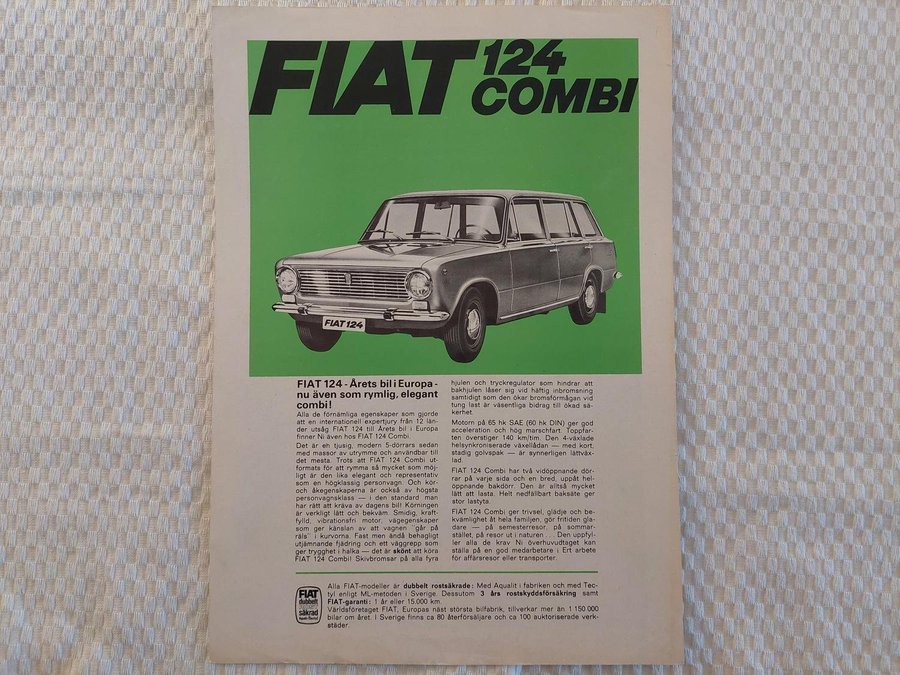 FIAT 124
COMBI
FIAT 124
FIAT 124 - Årets bil i Europa -
nu även som rymlig, elegant
combi!
Alla de förnämliga egenskaper som gjorde
att en internationell expertjury från 12 län-
der utsåg FIAT 124 till Årets bil i Europa
finner Ni även hos FIAT 124 Combi.
Det är en tjusig, modern 5-dörrars sedan
med massor av utrymme och användbar till
det mesta. Trots att FIAT 124 Combi ut-
formats för att rymma så mycket som möj-
ligt är den lika elegant och representativ
som en högklassig personvagn. Och kör-
och åkegenskaperna är också av högsta
personvagnsklass — i den standard man
har rätt att kräva av dagens bil! Körningen
är verkligt lätt och bekväm. Smidig, kraft-
fylld, vibrationsfri motor, vägegenskaper
som ger känslan av att vagnen "går på
räls" i kurvorna. Fast men ändå behagligt
utjämnande fjädring och ett väggrepp som
ger trygghet i halka — det är skönt att köra
FIAT 124 Combi! Skivbromsar på alla fyra
hjulen och tryckregulator som hindrar att
bakhjulen låser sig vid häftig inbromsning
samtidigt som den ökar bromsförmågan vid
tung last är väsentliga bidrag till ökad sä-
kerhet.
Motorn på 65 hk SAE (60 hk DIN) ger god
acceleration och hög marschfart. Toppfar-
ten överstiger 140 km/tim. Den 4-växlade
helsynkroniserade växellådan — med kort,
stadig golvspak — är synnerligen lättväx-
lad.
FIAT 124 Combi har två vidöppnande dör-
rar på varje sida och en bred, uppåt hel-
öppnande bakdörr. Den är alltså mycket
lätt att lasta. Helt nedfällbart baksäte ger
stor lastyta.
FIAT 124 Combi ger trivsel, glädje och be-
kvämlighet åt hela familjen, gör fritiden gla-
dare — på semesterresor, på sommar-
stället, på resor ut i naturen . . . Den uppfyl-
ler alla de krav Ni överhuvudtaget kan
ställa på en god medarbetare i Ert arbete
för affärsresor eller transporter.
FIAT
dubbelt
rost
säkrad
Alla FIAT-modeller är dubbelt rostsäkrade: Med Aqualit i fabriken och med Tec-
tyl enligt ML-metoden i Sverige. Dessutom 3 års rostskyddsförsäkring samt
FIAT-garanti: 1 år eller 15.000 km.
Världsföretaget FIAT, Europas näst största bilfabrik, tillverkar mer än 1 150.000
bilar om året. I Sverige finns ca 80 återförsäljare och ca 100 auktoriserade verk-
städer.